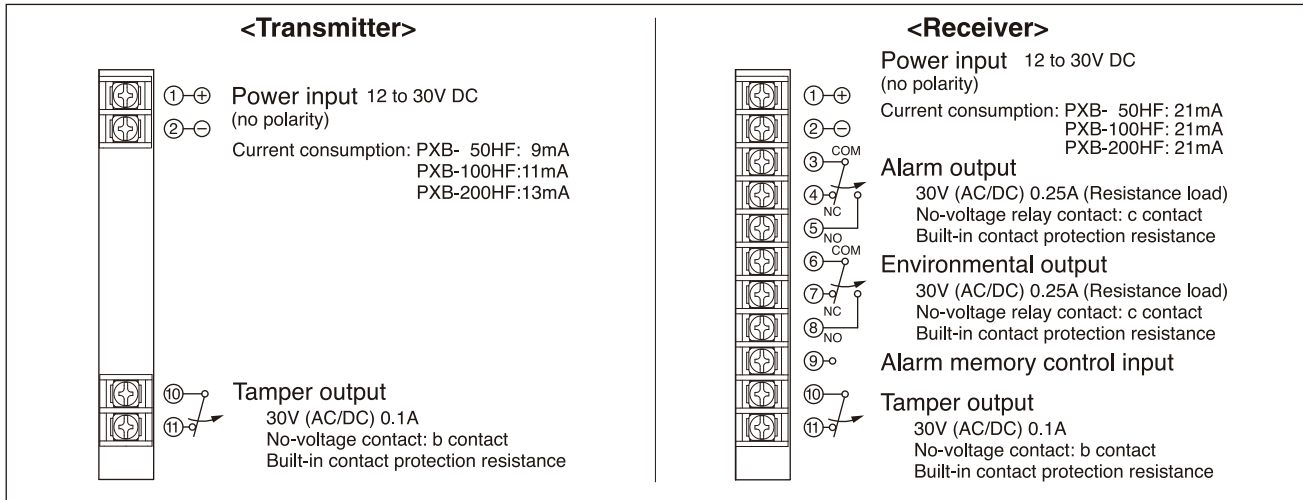 <Transmitter>
① ⊕ Power input 12 to 30V DC
② ⊖ (no polarity)
Current consumption: PXB- 50HF: 9mA
PXB-100HF:11mA
PXB-200HF:13mA
⑩ Tamper output
30V (AC/DC) 0.1A
⑪ No-voltage contact: b contact
Built-in contact protection resistance
<Receiver>
Power input 12 to 30V DC
(no polarity)
① ⊕
Current consumption: PXB- 50HF: 21mA
② ⊖ PXB-100HF: 21mA
PXB-200HF: 21mA
③ COM
Alarm output
④ NC 30V (AC/DC) 0.25A (Resistance load)
No-voltage relay contact: c contact
⑤ NO Built-in contact protection resistance
⑥ COM
Environmental output
⑦ NC 30V (AC/DC) 0.25A (Resistance load)
No-voltage relay contact: c contact
⑧ NO Built-in contact protection resistance
⑨ Alarm memory control input
⑩ Tamper output
⑪ 30V (AC/DC) 0.1A
No-voltage contact: b contact
Built-in contact protection resistance